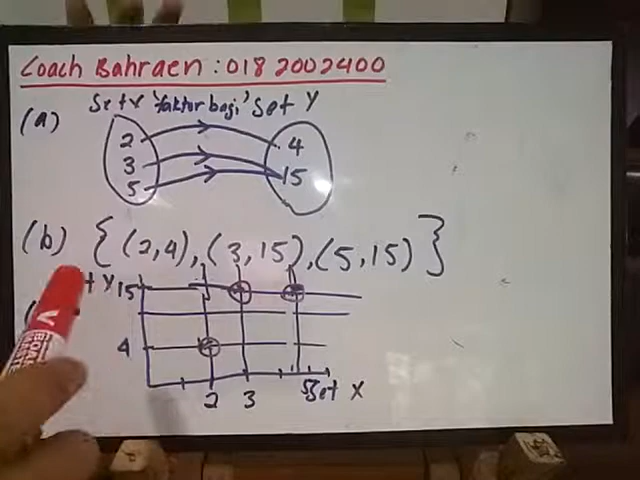 Coach Bahraen : 018 2002400
Set X 'faktor bagi' Set Y
(a)
2 4
3 15
5
(b) {(2,4),(3,15),(5,15)}
Y 15
4
2 3 5 Set X